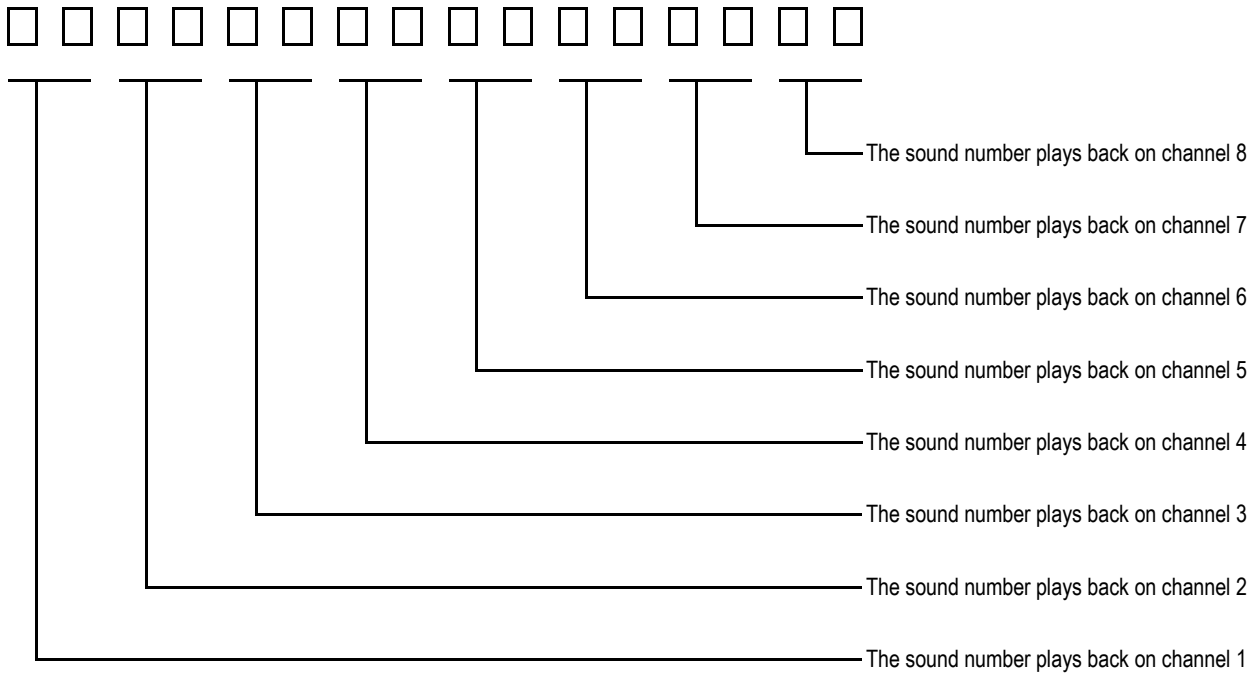 The sound number plays back on channel 8
The sound number plays back on channel 7
The sound number plays back on channel 6
The sound number plays back on channel 5
The sound number plays back on channel 4
The sound number plays back on channel 3
The sound number plays back on channel 2
The sound number plays back on channel 1